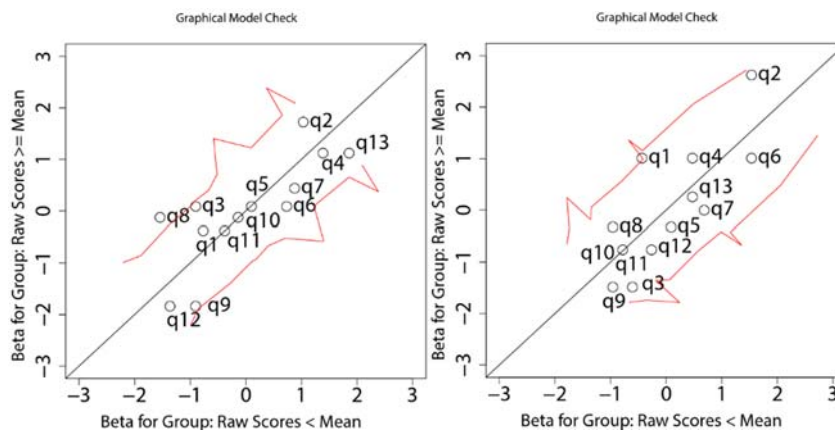 Graphical Model Check
Beta for Group: Raw Scores >= Mean
3
2
1
0
−1
−2
−3
q2
q13
q4
q5
q7
q3
q6
q8
q10
q1
q11
q9
q12
−3
−2
−1
0
1
2
3
Beta for Group: Raw Scores < Mean
Graphical Model Check
Beta for Group: Raw Scores >= Mean
3
2
1
0
−1
−2
−3
q2
q1
q4
q6
q13
q7
q8
q5
q10
q12
q11
q3
q9
−3
−2
−1
0
1
2
3
Beta for Group: Raw Scores < Mean